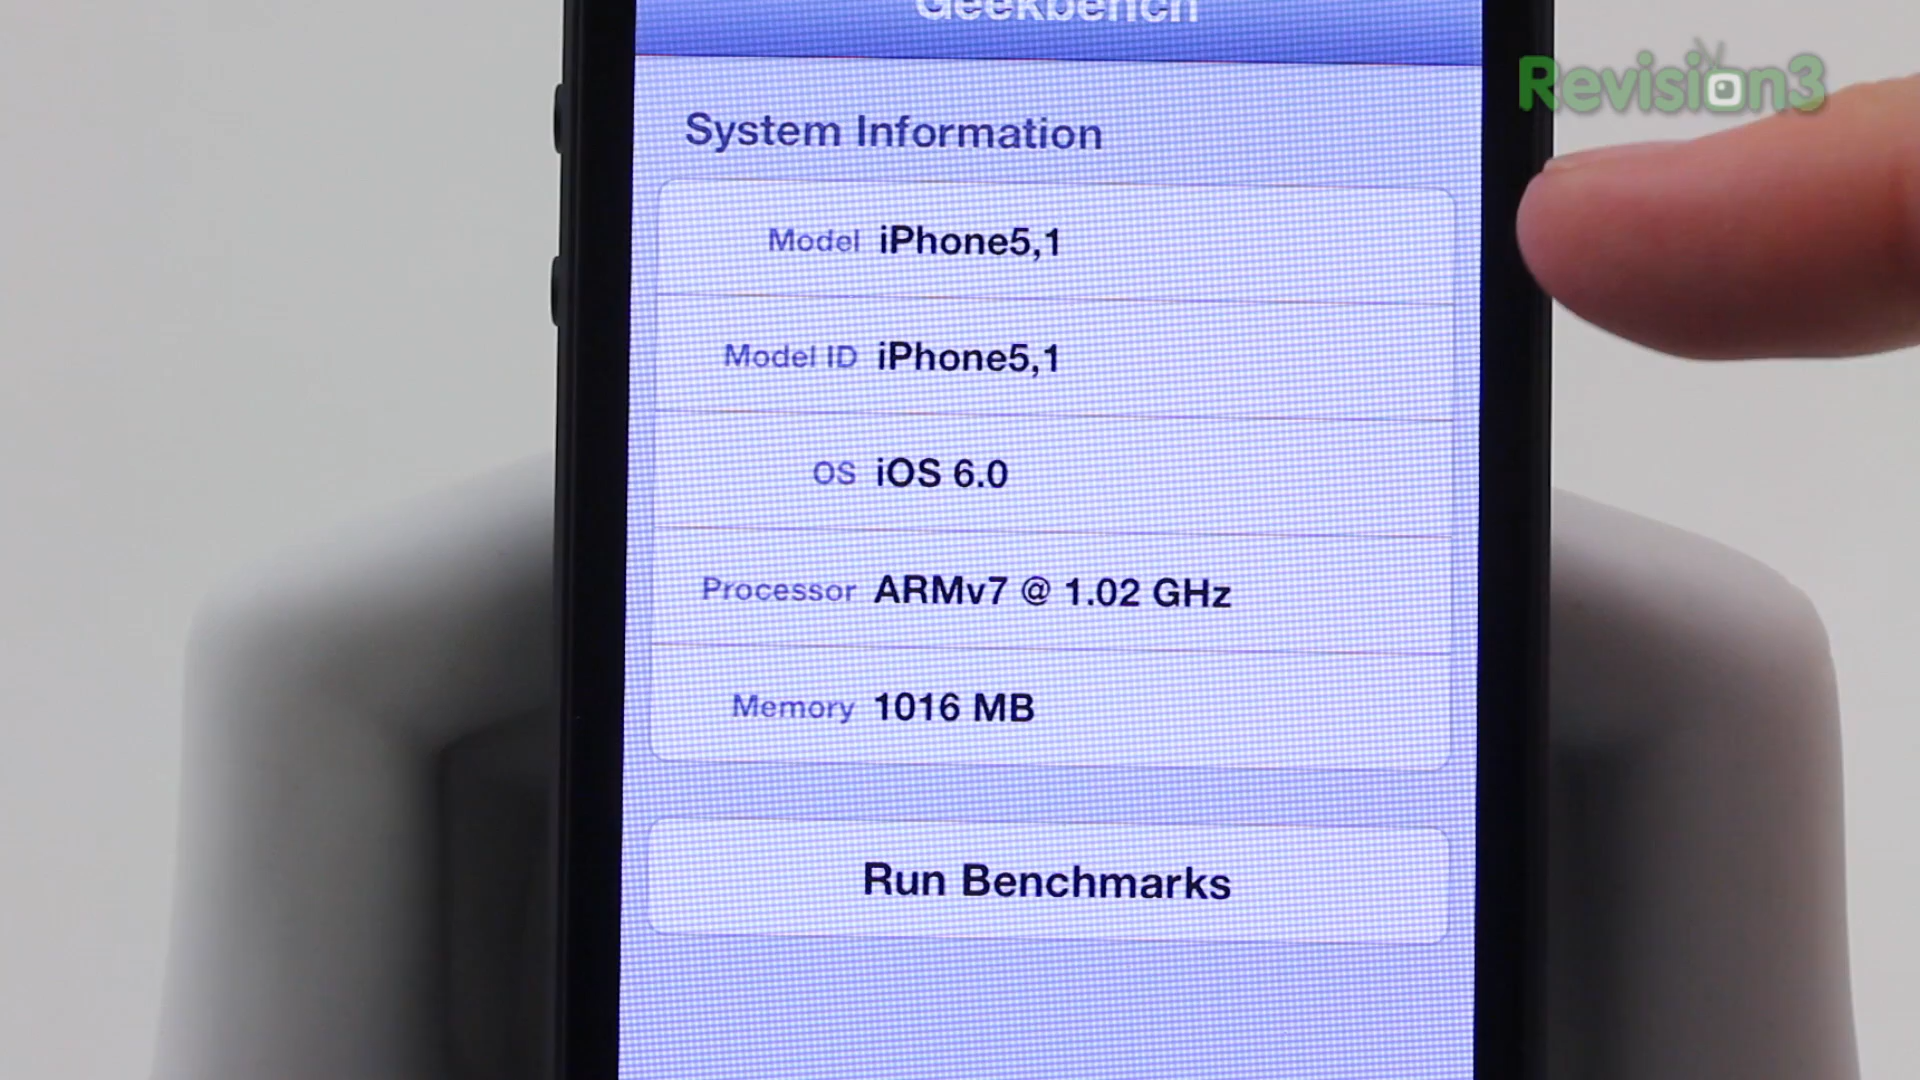 Geekbench
Revision3
System Information
Model iPhone5,1
Model ID iPhone5,1
OS iOS 6.0
Processor ARMv7 @ 1.02 GHz
Memory 1016 MB
Run Benchmarks